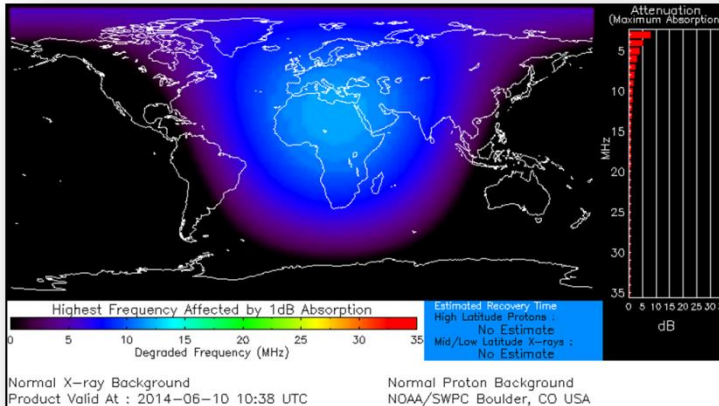 Attenuation
(Maximum Absorption
5
10
15
20
25
30
35
MHz
0 5 10 15 20 25 30 3
dB
Highest Frequency Affected by 1dB Absorption
0 5 10 15 20 25 30 35
Degraded Frequency (MHz)
Estimated Recovery Time
High Latitude Protons :
No Estimate
Mid/Low Latitude X-rays :
No Estimate
Normal X-ray Background
Product Valid At : 2014-06-10 10:38 UTC
Normal Proton Background
NOAA/SWPC Boulder, CO USA